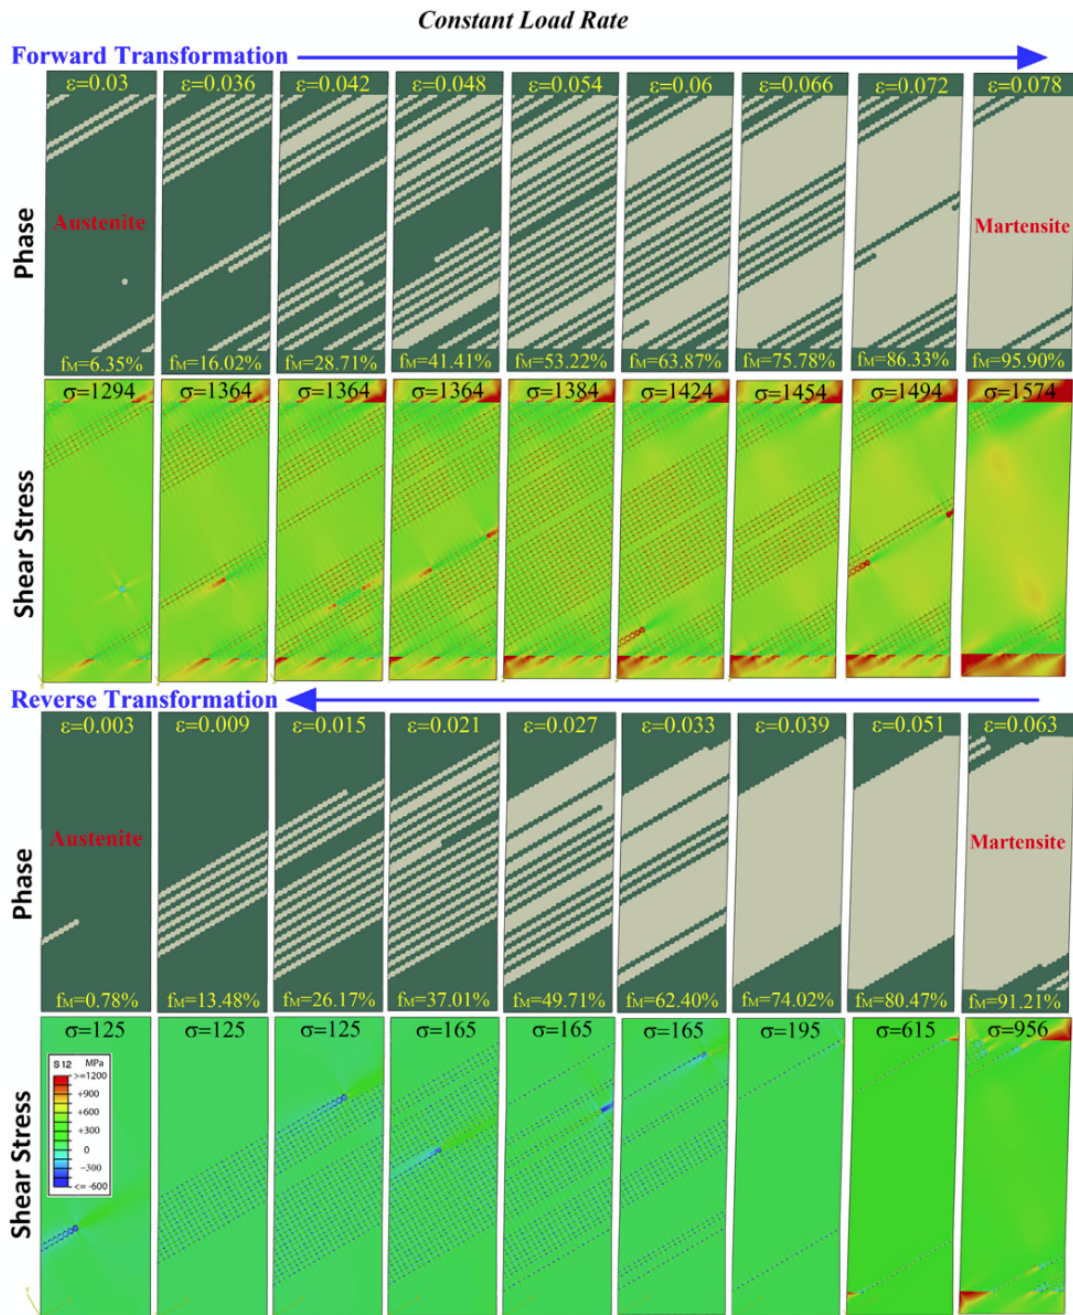 Constant Load Rate
Forward Transformation
ε=0.03 ε=0.036 ε=0.042 ε=0.048 ε=0.054 ε=0.06 ε=0.066 ε=0.072 ε=0.078
Phase
Austenite Martensite
fM=6.35% fM=16.02% fM=28.71% fM=41.41% fM=53.22% fM=63.87% fM=75.78% fM=86.33% fM=95.90%
σ=1294 σ=1364 σ=1364 σ=1364 σ=1384 σ=1424 σ=1454 σ=1494 σ=1574
Shear Stress
Reverse Transformation
ε=0.003 ε=0.009 ε=0.015 ε=0.021 ε=0.027 ε=0.033 ε=0.039 ε=0.051 ε=0.063
Phase
Austenite Martensite
fM=0.78% fM=13.48% fM=26.17% fM=37.01% fM=49.71% fM=62.40% fM=74.02% fM=80.47% fM=91.21%
σ=125 σ=125 σ=125 σ=165 σ=165 σ=165 σ=195 σ=615 σ=956
Shear Stress
S12 MPa
>=1200
+900
+600
+300
0
−300
<= -600